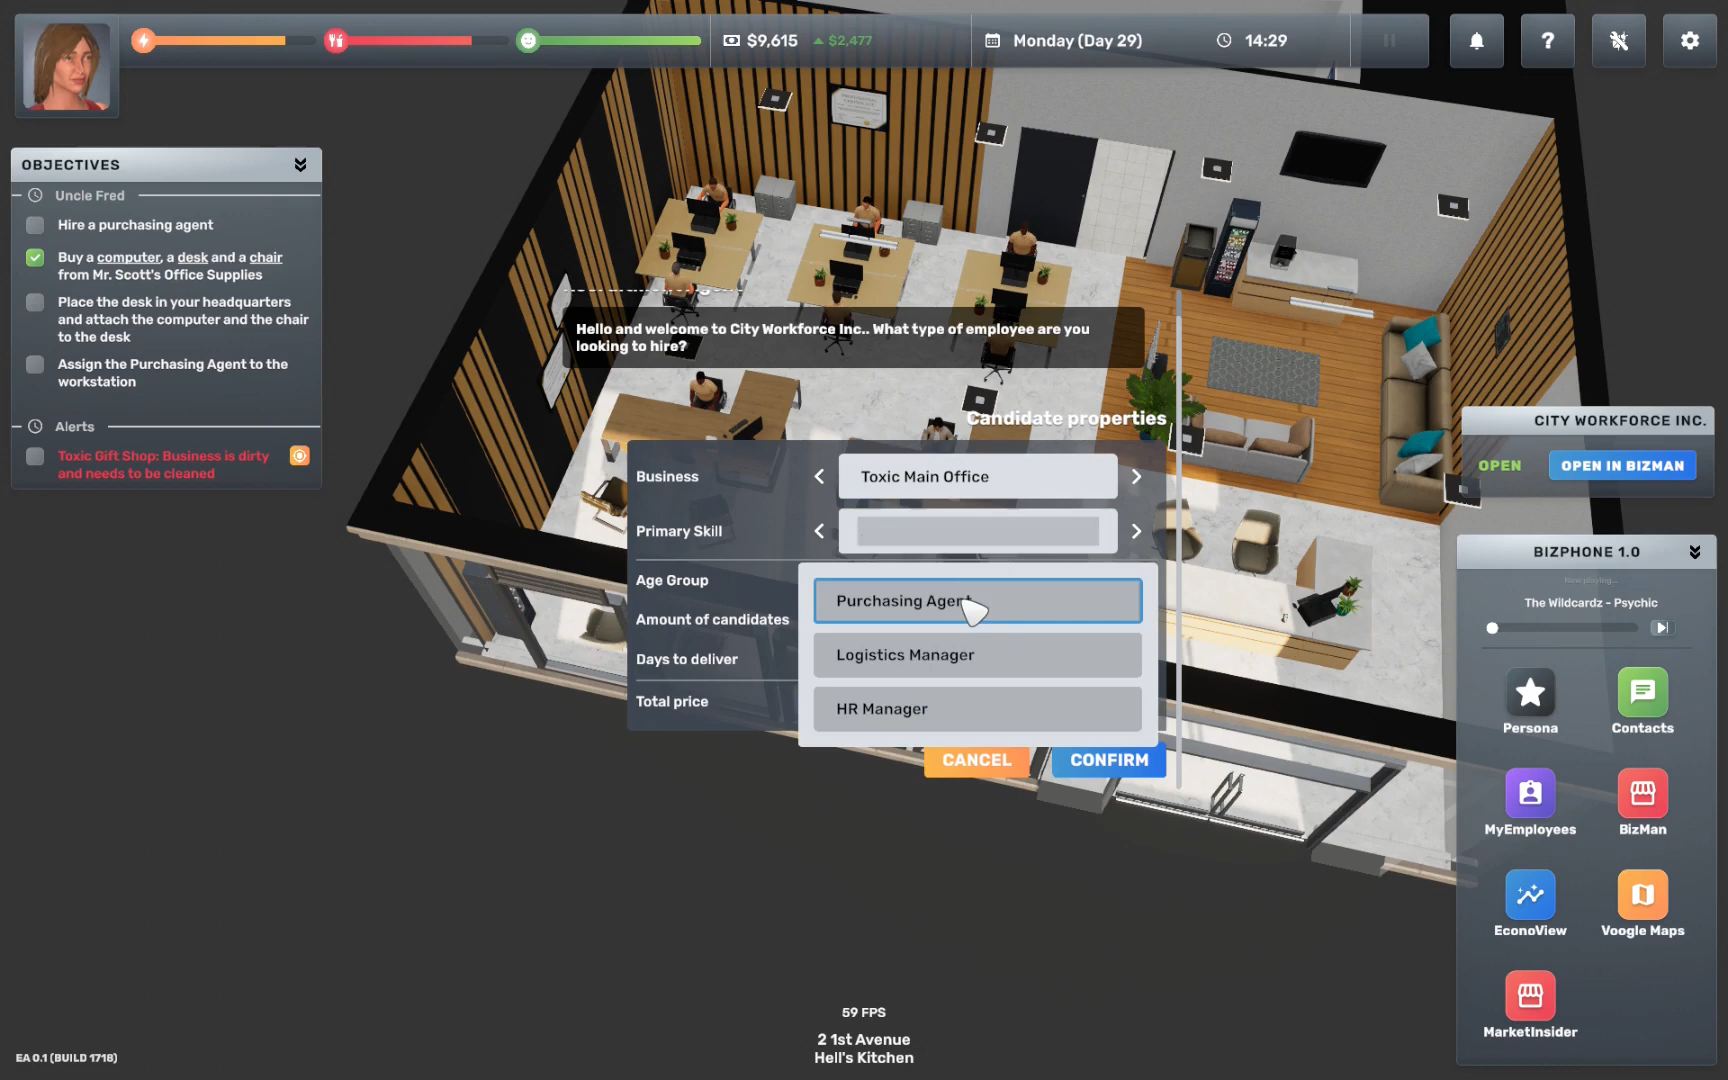 $9,615
$2,477
Monday (Day 29)
14:29
?
OBJECTIVES
Uncle Fred
Hire a purchasing agent
Buy a computer, a desk and a chair
from Mr. Scott's Office Supplies
Place the desk in your headquarters
and attach the computer and the chair
to the desk
Assign the Purchasing Agent to the
workstation
Alerts
Toxic Gift Shop: Business is dirty
and needs to be cleaned
Hello and welcome to City Workforce Inc.. What type of employee are you
looking to hire?
Candidate properties
Business
Toxic Main Office
Primary Skill
Age Group
Amount of candidates
Days to deliver
Total price
Purchasing Agent
Logistics Manager
HR Manager
CANCEL
CONFIRM
CITY WORKFORCE INC.
OPEN
OPEN IN BIZMAN
BIZPHONE 1.0
Now playing...
The Wildcardz - Psychic
Persona
Contacts
MyEmployees
BizMan
EconoView
Voogle Maps
MarketInsider
59 FPS
2 1st Avenue
Hell's Kitchen
EA 0.1 (BUILD 1718)